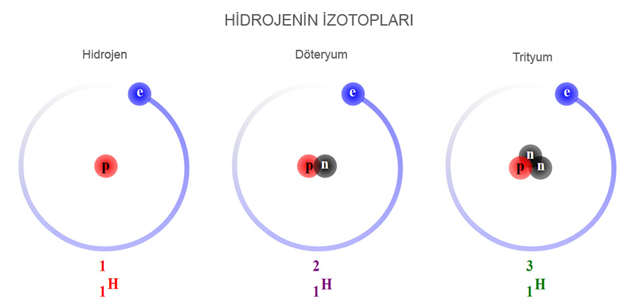 HİDROJENİN İZOTOPLARI
Hidrojen
Döteryum
Trityum
e
e
e
p
p n
n
p n
1
1 H
2
1 H
3
1 H